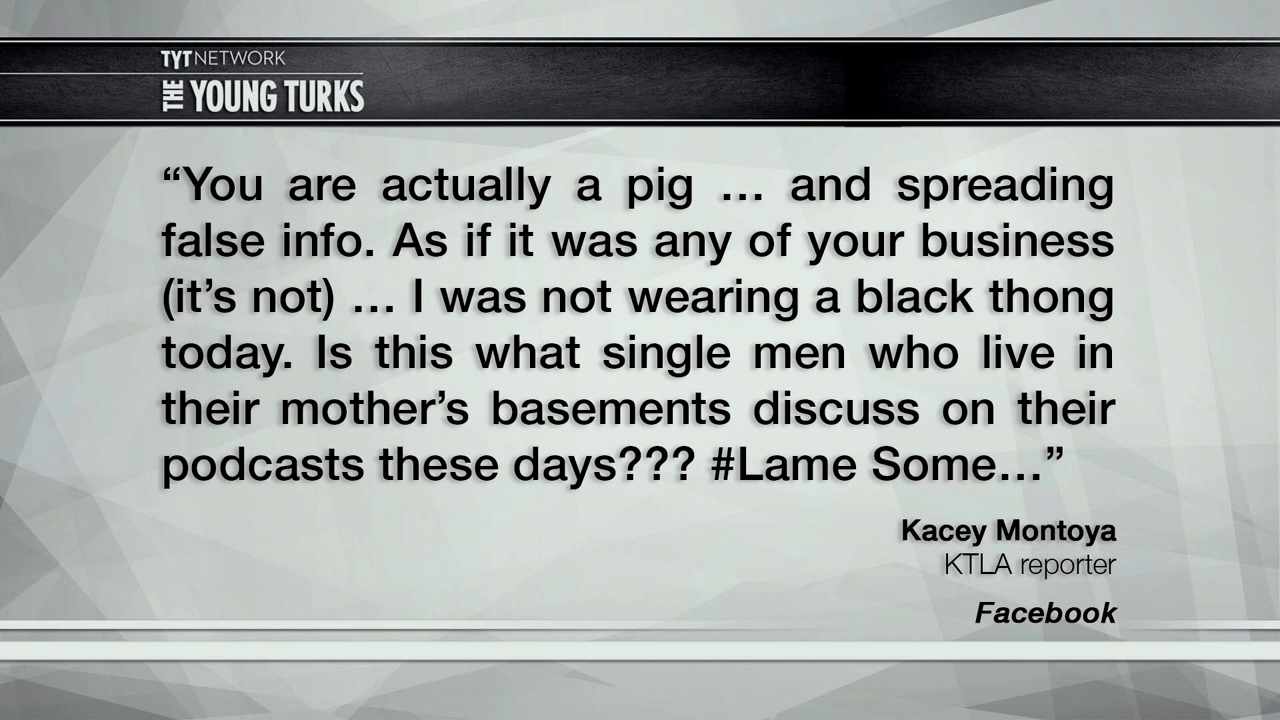 TYT NETWORK
THE YOUNG TURKS
“You are actually a pig … and spreading
false info. As if it was any of your business
(it’s not) … I was not wearing a black thong
today. Is this what single men who live in
their mother’s basements discuss on their
podcasts these days??? #Lame Some…”
Kacey Montoya
KTLA reporter
Facebook